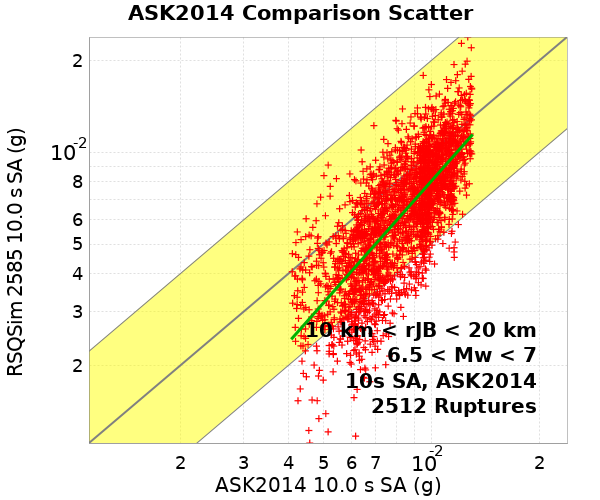 ASK2014 Comparison Scatter
RSQSim 2585 10.0 s SA (g)
2
10-2
8
6
5
4
3
2
10 km < rJB < 20 km
6.5 < Mw < 7
10s SA, ASK2014
2512 Ruptures
2 3 4 5 6 7 10-2 2
ASK2014 10.0 s SA (g)